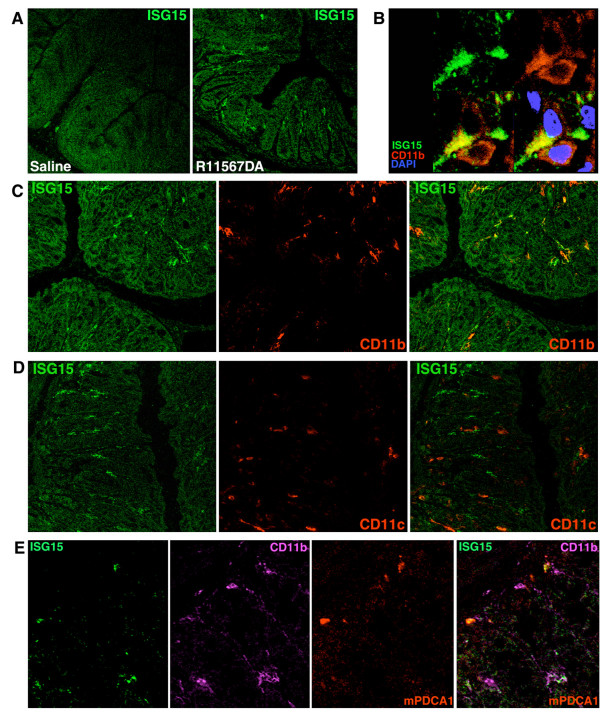 A
ISG15
ISG15
Saline
R11567DA
B
ISG15
CD11b
DAPI
C
ISG15
CD11b
ISG15
CD11b
D
ISG15
CD11c
ISG15
CD11c
E
ISG15
CD11b
mPDCA1
ISG15
CD11b
mPDCA1